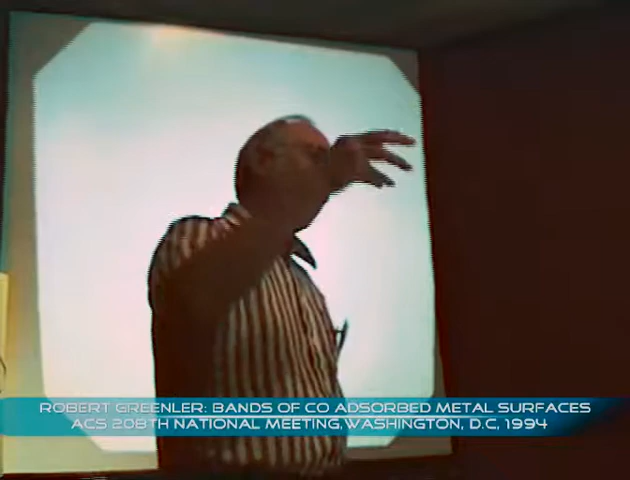 ROBERT GREENLER: BANDS OF CO ADSORBED METAL SURFACES
ACS 208TH NATIONAL MEETING, WASHINGTON, D.C, 1994